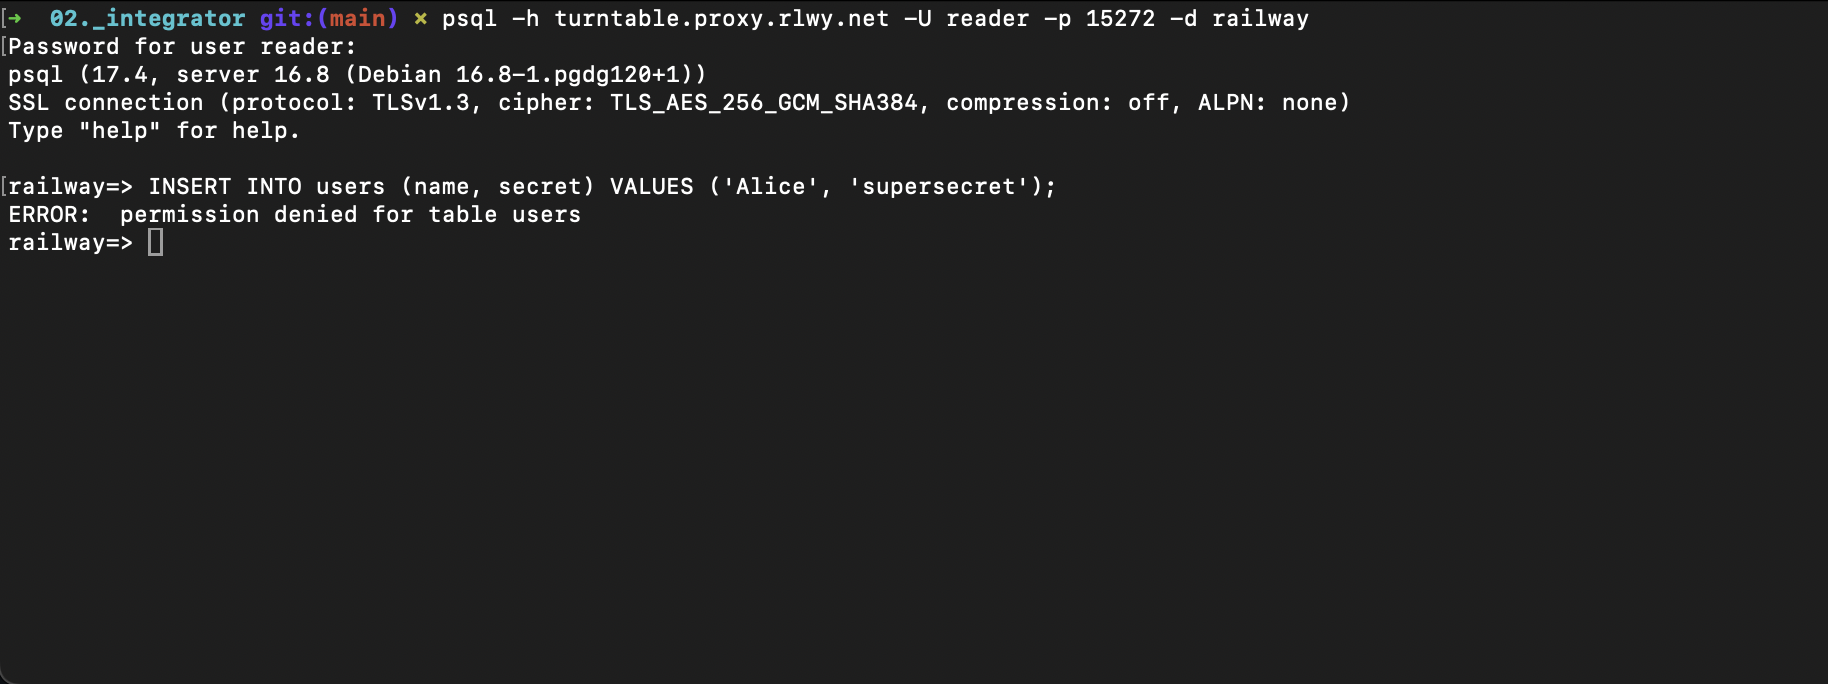 [➜  02._integrator git:(main) ✗ psql -h turntable.proxy.rlwy.net -U reader -p 15272 -d railway
[Password for user reader:
psql (17.4, server 16.8 (Debian 16.8-1.pgdg120+1))
SSL connection (protocol: TLSv1.3, cipher: TLS_AES_256_GCM_SHA384, compression: off, ALPN: none)
Type "help" for help.
[railway=> INSERT INTO users (name, secret) VALUES ('Alice', 'supersecret');
ERROR:  permission denied for table users
railway=>